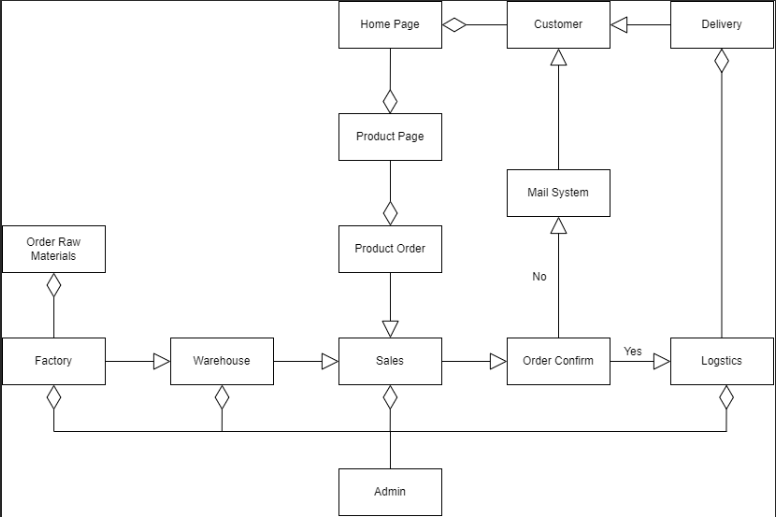 Home Page
Customer
Delivery
Product Page
Mail System
Order Raw
Materials
Product Order
No
Factory
Warehouse
Sales
Order Confirm
Yes
Logstics
Admin